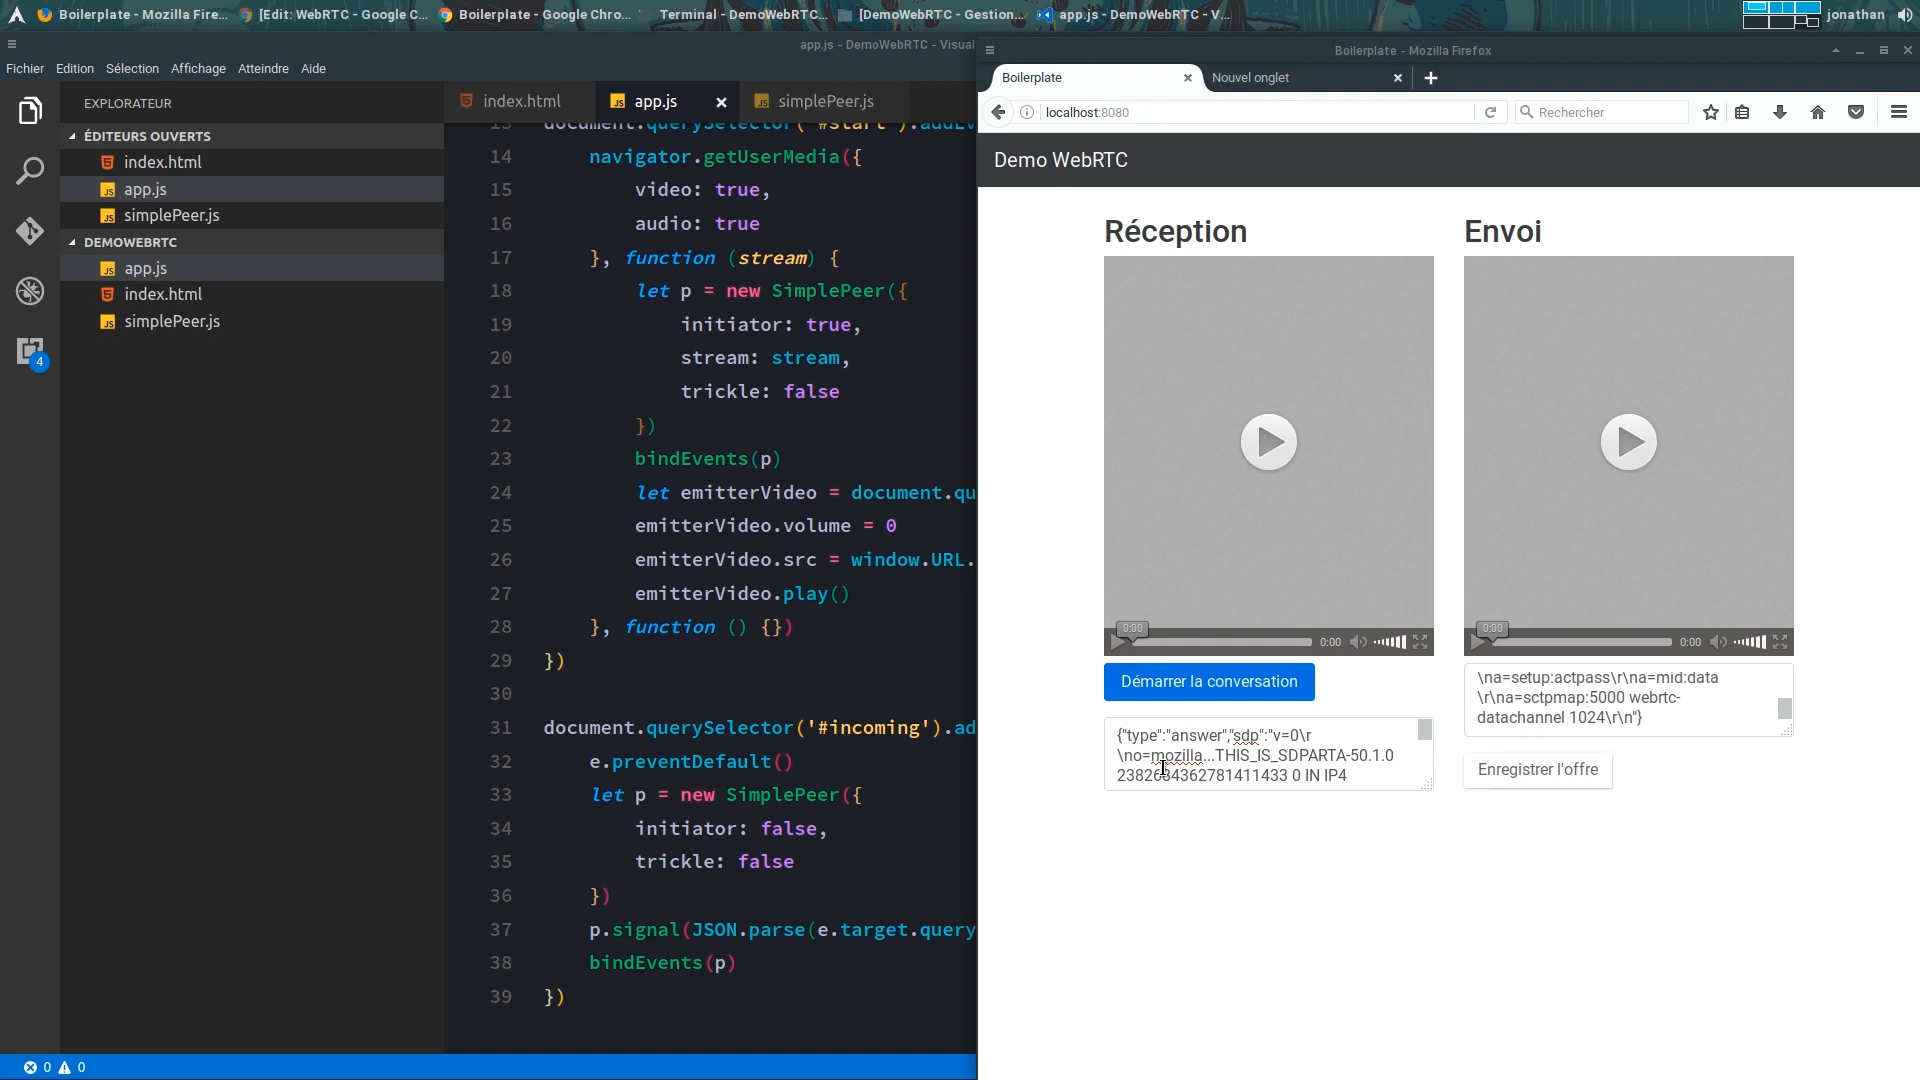 Boilerplate - Mozilla Fire...
[Edit: WebRTC - Google C...
Boilerplate - Google Chro...
Terminal - DemoWebRTC...
[DemoWebRTC - Gestion...
app.js - DemoWebRTC - V...
jonathan
app.js - DemoWebRTC - Visual
Fichier Edition Sélection Affichage Atteindre Aide
EXPLORATEUR
ÉDITEURS OUVERTS
index.html
app.js
simplePeer.js
DEMOWEBRTC
app.js
index.html
simplePeer.js
4
index.html
app.js
simplePeer.js
13 document.querySelector('#start').addEv
14 navigator.getUserMedia({
15 video: true,
16 audio: true
17 }, function (stream) {
18 let p = new SimplePeer({
19 initiator: true,
20 stream: stream,
21 trickle: false
22 })
23 bindEvents(p)
24 let emitterVideo = document.qu
25 emitterVideo.volume = 0
26 emitterVideo.src = window.URL.
27 emitterVideo.play()
28 }, function () {})
29 })
30
31 document.querySelector('#incoming').ad
32 e.preventDefault()
33 let p = new SimplePeer({
34 initiator: false,
35 trickle: false
36 })
37 p.signal(JSON.parse(e.target.query
38 bindEvents(p)
39 })
0 0
Boilerplate - Mozilla Firefox
Boilerplate
Nouvel onglet
localhost:8080
Rechercher
Demo WebRTC
Réception
0:00
0:00
Démarrer la conversation
{"type":"answer","sdp":"v=0\r
\no=mozilla...THIS_IS_SDPARTA-50.1.0
2382634362781411433 0 IN IP4
Envoi
0:00
0:00
\na=setup:actpass\r\na=mid:data
\r\na=sctpmap:5000 webrtc-
datachannel 1024\r\n"}
Enregistrer l'offre